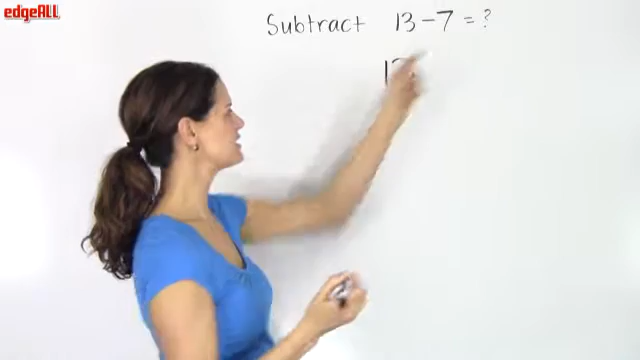 edgeALL
Subtract 13-7 = ?